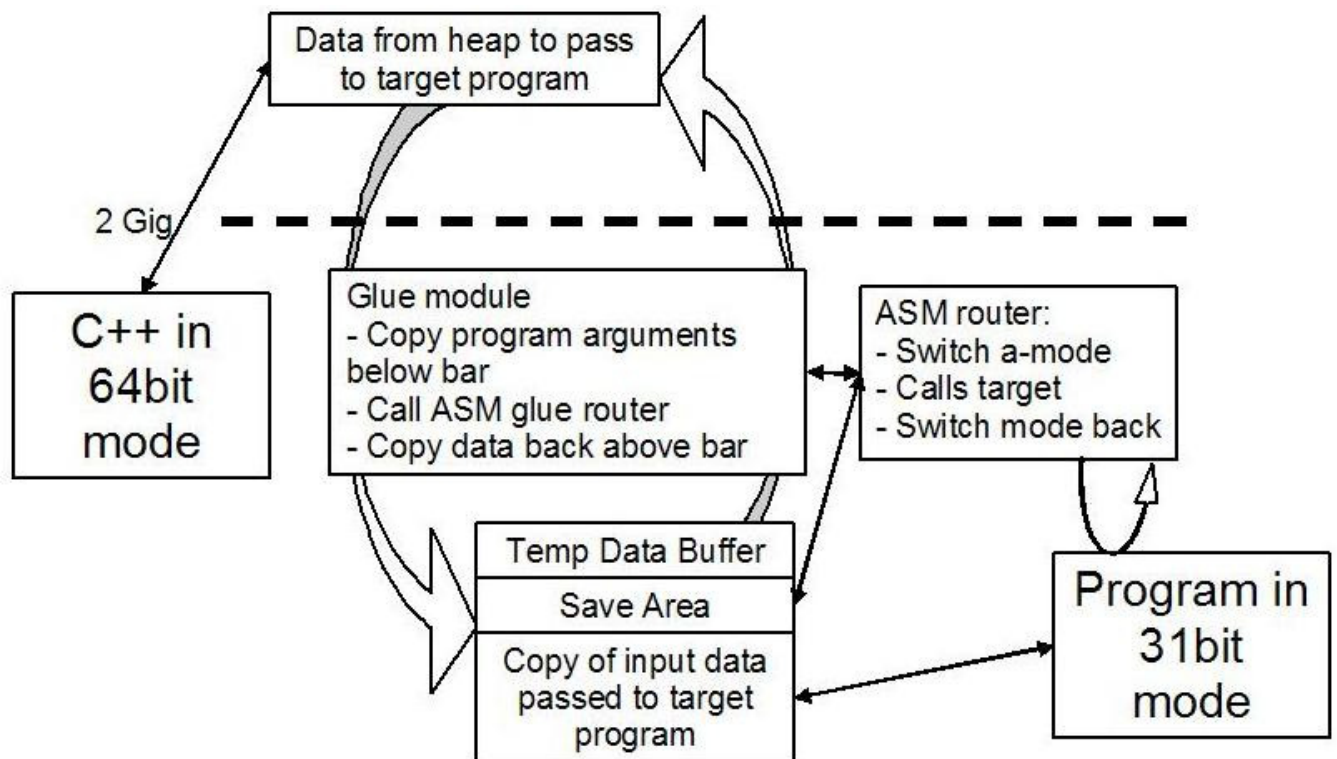 Data from heap to pass
to target program
2 Gig
C++ in
64bit
mode
Glue module
- Copy program arguments
below bar
- Call ASM glue router
- Copy data back above bar
ASM router:
- Switch a-mode
- Calls target
- Switch mode back
Temp Data Buffer
Save Area
Copy of input data
passed to target
program
Program in
31bit
mode